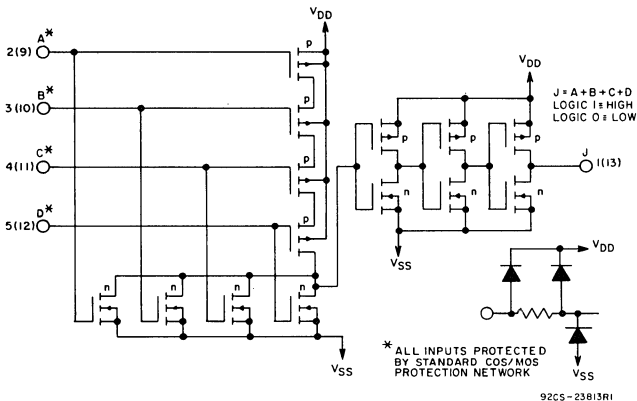 A*
2(9)
B*
3(10)
C*
4(11)
D*
5(12)
VDD
p
p
p
p
n
n
n
n
VSS
VDD
p
p
p
n
n
n
VSS
J
1(13)
J = A+B+C+D
LOGIC 1 ≡ HIGH
LOGIC 0 ≡ LOW
VDD
VSS
* ALL INPUTS PROTECTED
BY STANDARD COS/MOS
PROTECTION NETWORK
92CS-23813R1